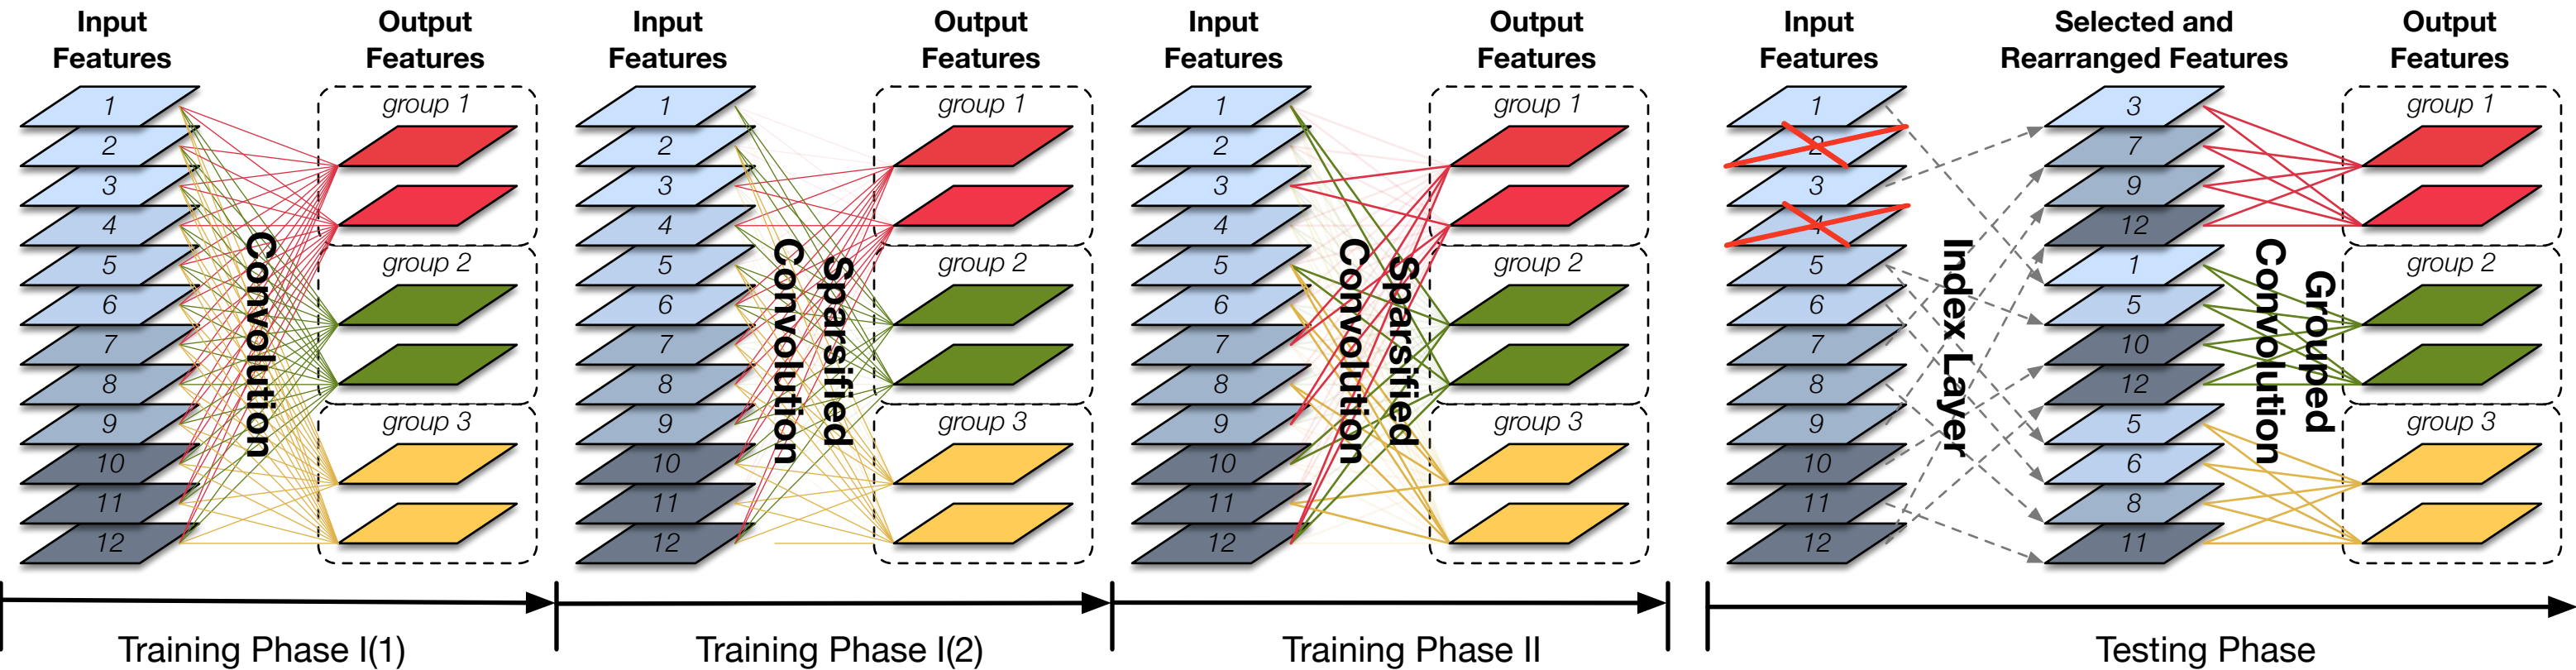 Input
Features
Output
Features
1
2
3
4
5
6
7
8
9
10
11
12
Convolution
group 1
group 2
group 3
Training Phase I(1)
Input
Features
Output
Features
1
2
3
4
5
6
7
8
9
10
11
12
Sparsified
Convolution
group 1
group 2
group 3
Training Phase I(2)
Input
Features
Output
Features
1
2
3
4
5
6
7
8
9
10
11
12
Sparsified
Convolution
group 1
group 2
group 3
Training Phase II
Input
Features
Selected and
Rearranged Features
Output
Features
1
2
3
4
5
6
7
8
9
10
11
12
Index Layer
3
7
9
12
1
5
10
12
5
6
8
11
Grouped
Convolution
group 1
group 2
group 3
Testing Phase